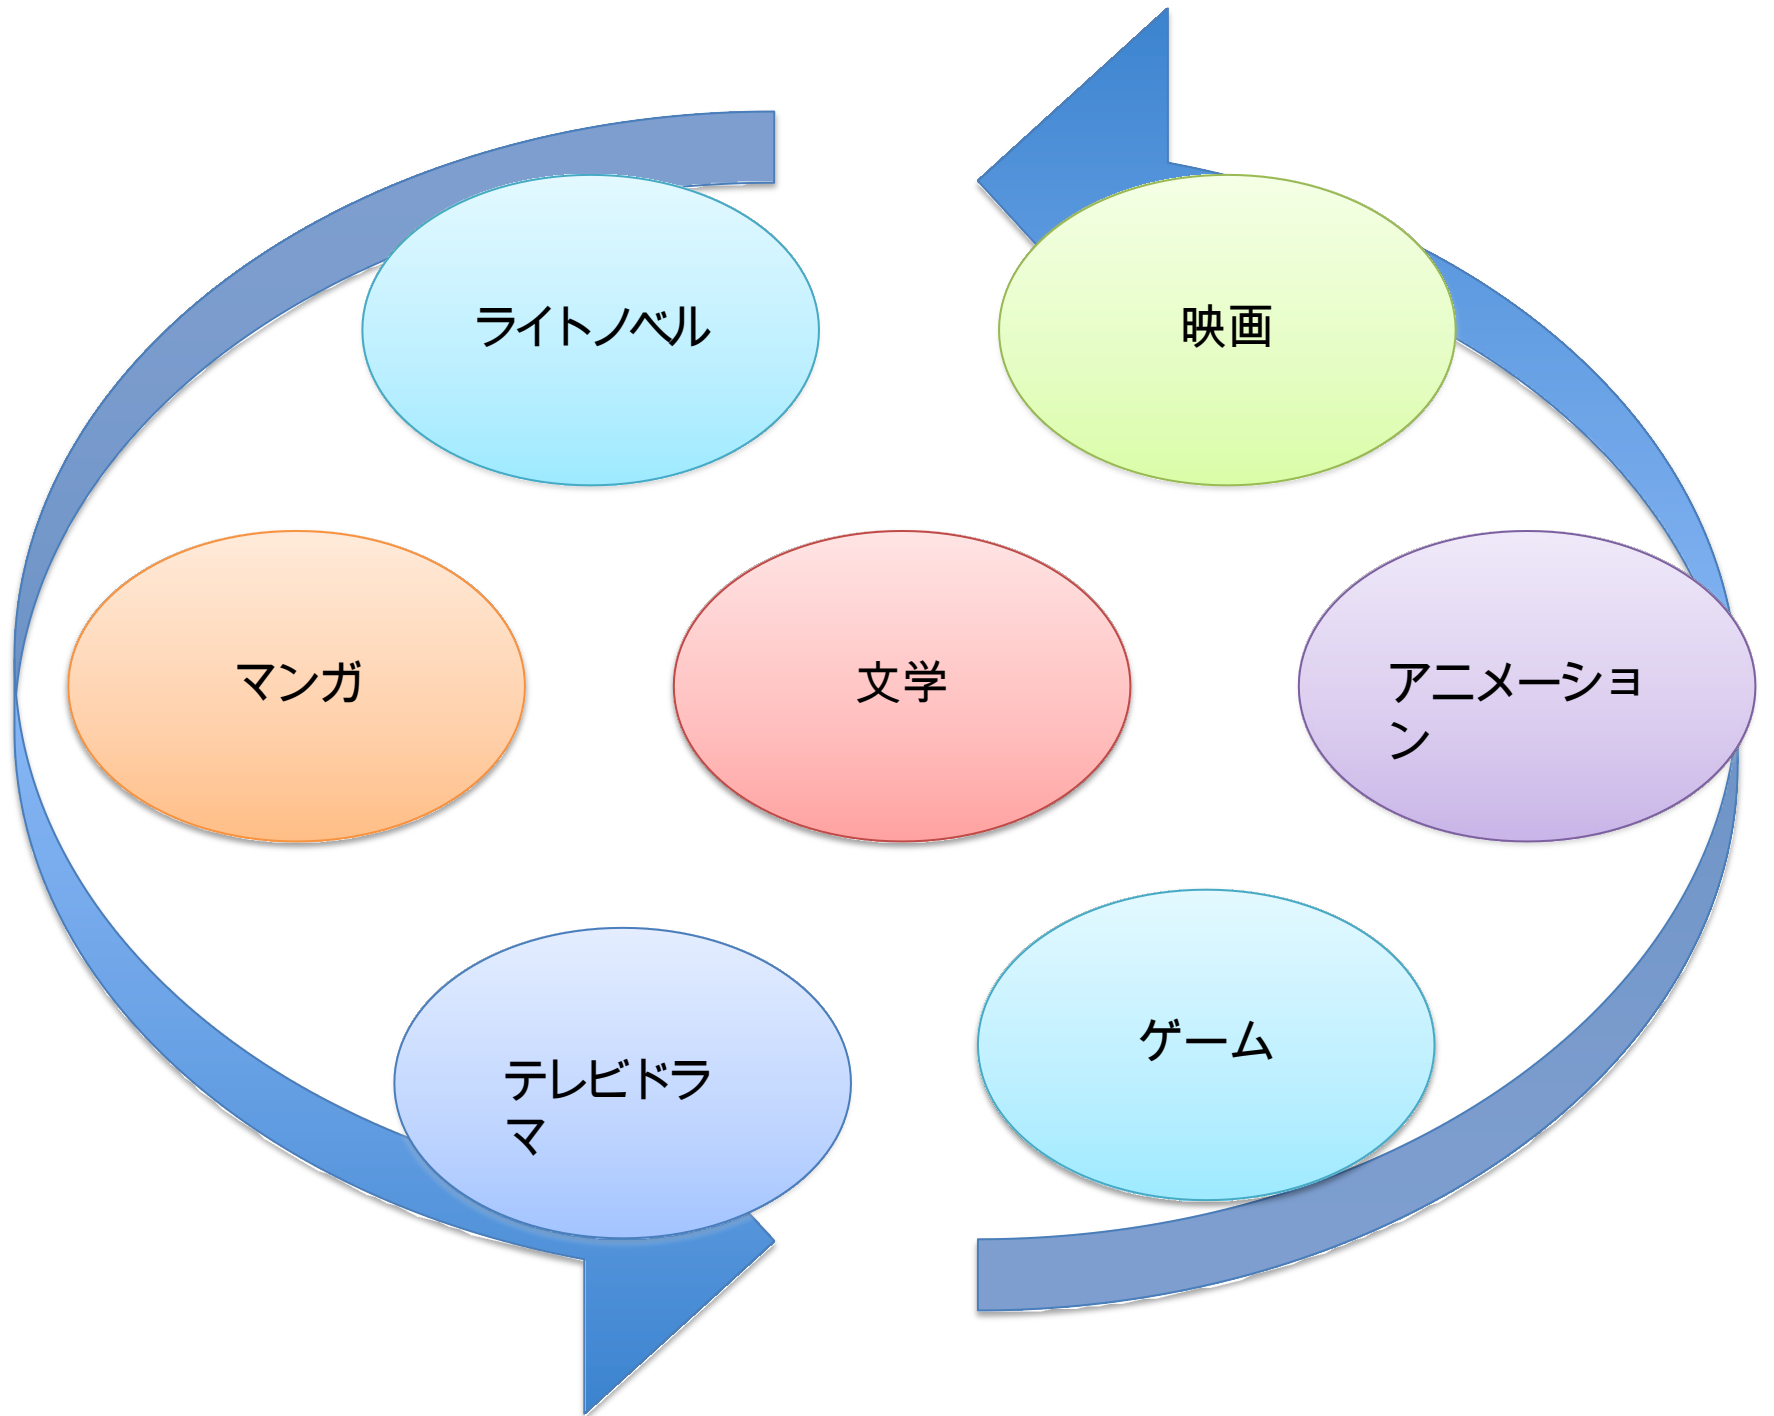 ライトノベル
映画
マンガ
文学
アニメーショ
ン
テレビドラ
マ
ゲーム